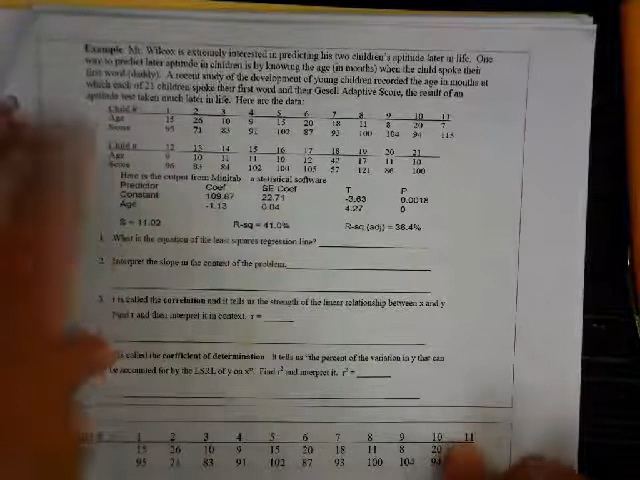 Example Mr. Wilcox is extremely interested in predicting his two children's aptitude later in life. One
way to predict later aptitude in children is by knowing the age (in months) when the child spoke their
first word (daddy). A recent study of the development of young children recorded the age in months at
which each of 21 children spoke their first word and their Gesell Adaptive Score, the result of an
aptitude test taken much later in life. Here are the data:
Child # 1 2 3 4 5 6 7 8 9 10 11
Age 15 26 10 9 15 20 18 11 8 20 7
Score 95 71 83 91 102 87 93 100 104 94 113
Child # 12 13 14 15 16 17 18 19 20 21
Age 9 10 11 11 10 12 42 17 11 10
Score 96 83 84 102 100 105 57 121 86 100
Here is the output from Minitab a statistical software
Predictor Coef SE Coef T P
Constant 109.87 22.71 -3.63 0.0018
Age -1.13 0.04 4.27 0
S = 11.02 R-sq = 41.0% R-sq (adj) = 38.4%
1. What is the equation of the least squares regression line?
2. Interpret the slope in the context of the problem.
3. r is called the correlation and it tells us the strength of the linear relationship between x and y
Find r and then interpret it in context. r =
is called the coefficient of determination. It tells us "the percent of the variation in y that can
be accounted for by the LSRL of y on x". Find r² and interpret it. r² =
1 2 3 4 5 6 7 8 9 10 11
15 26 10 9 15 20 18 11 8 20
95 83 91 102 87 93 100 104 94